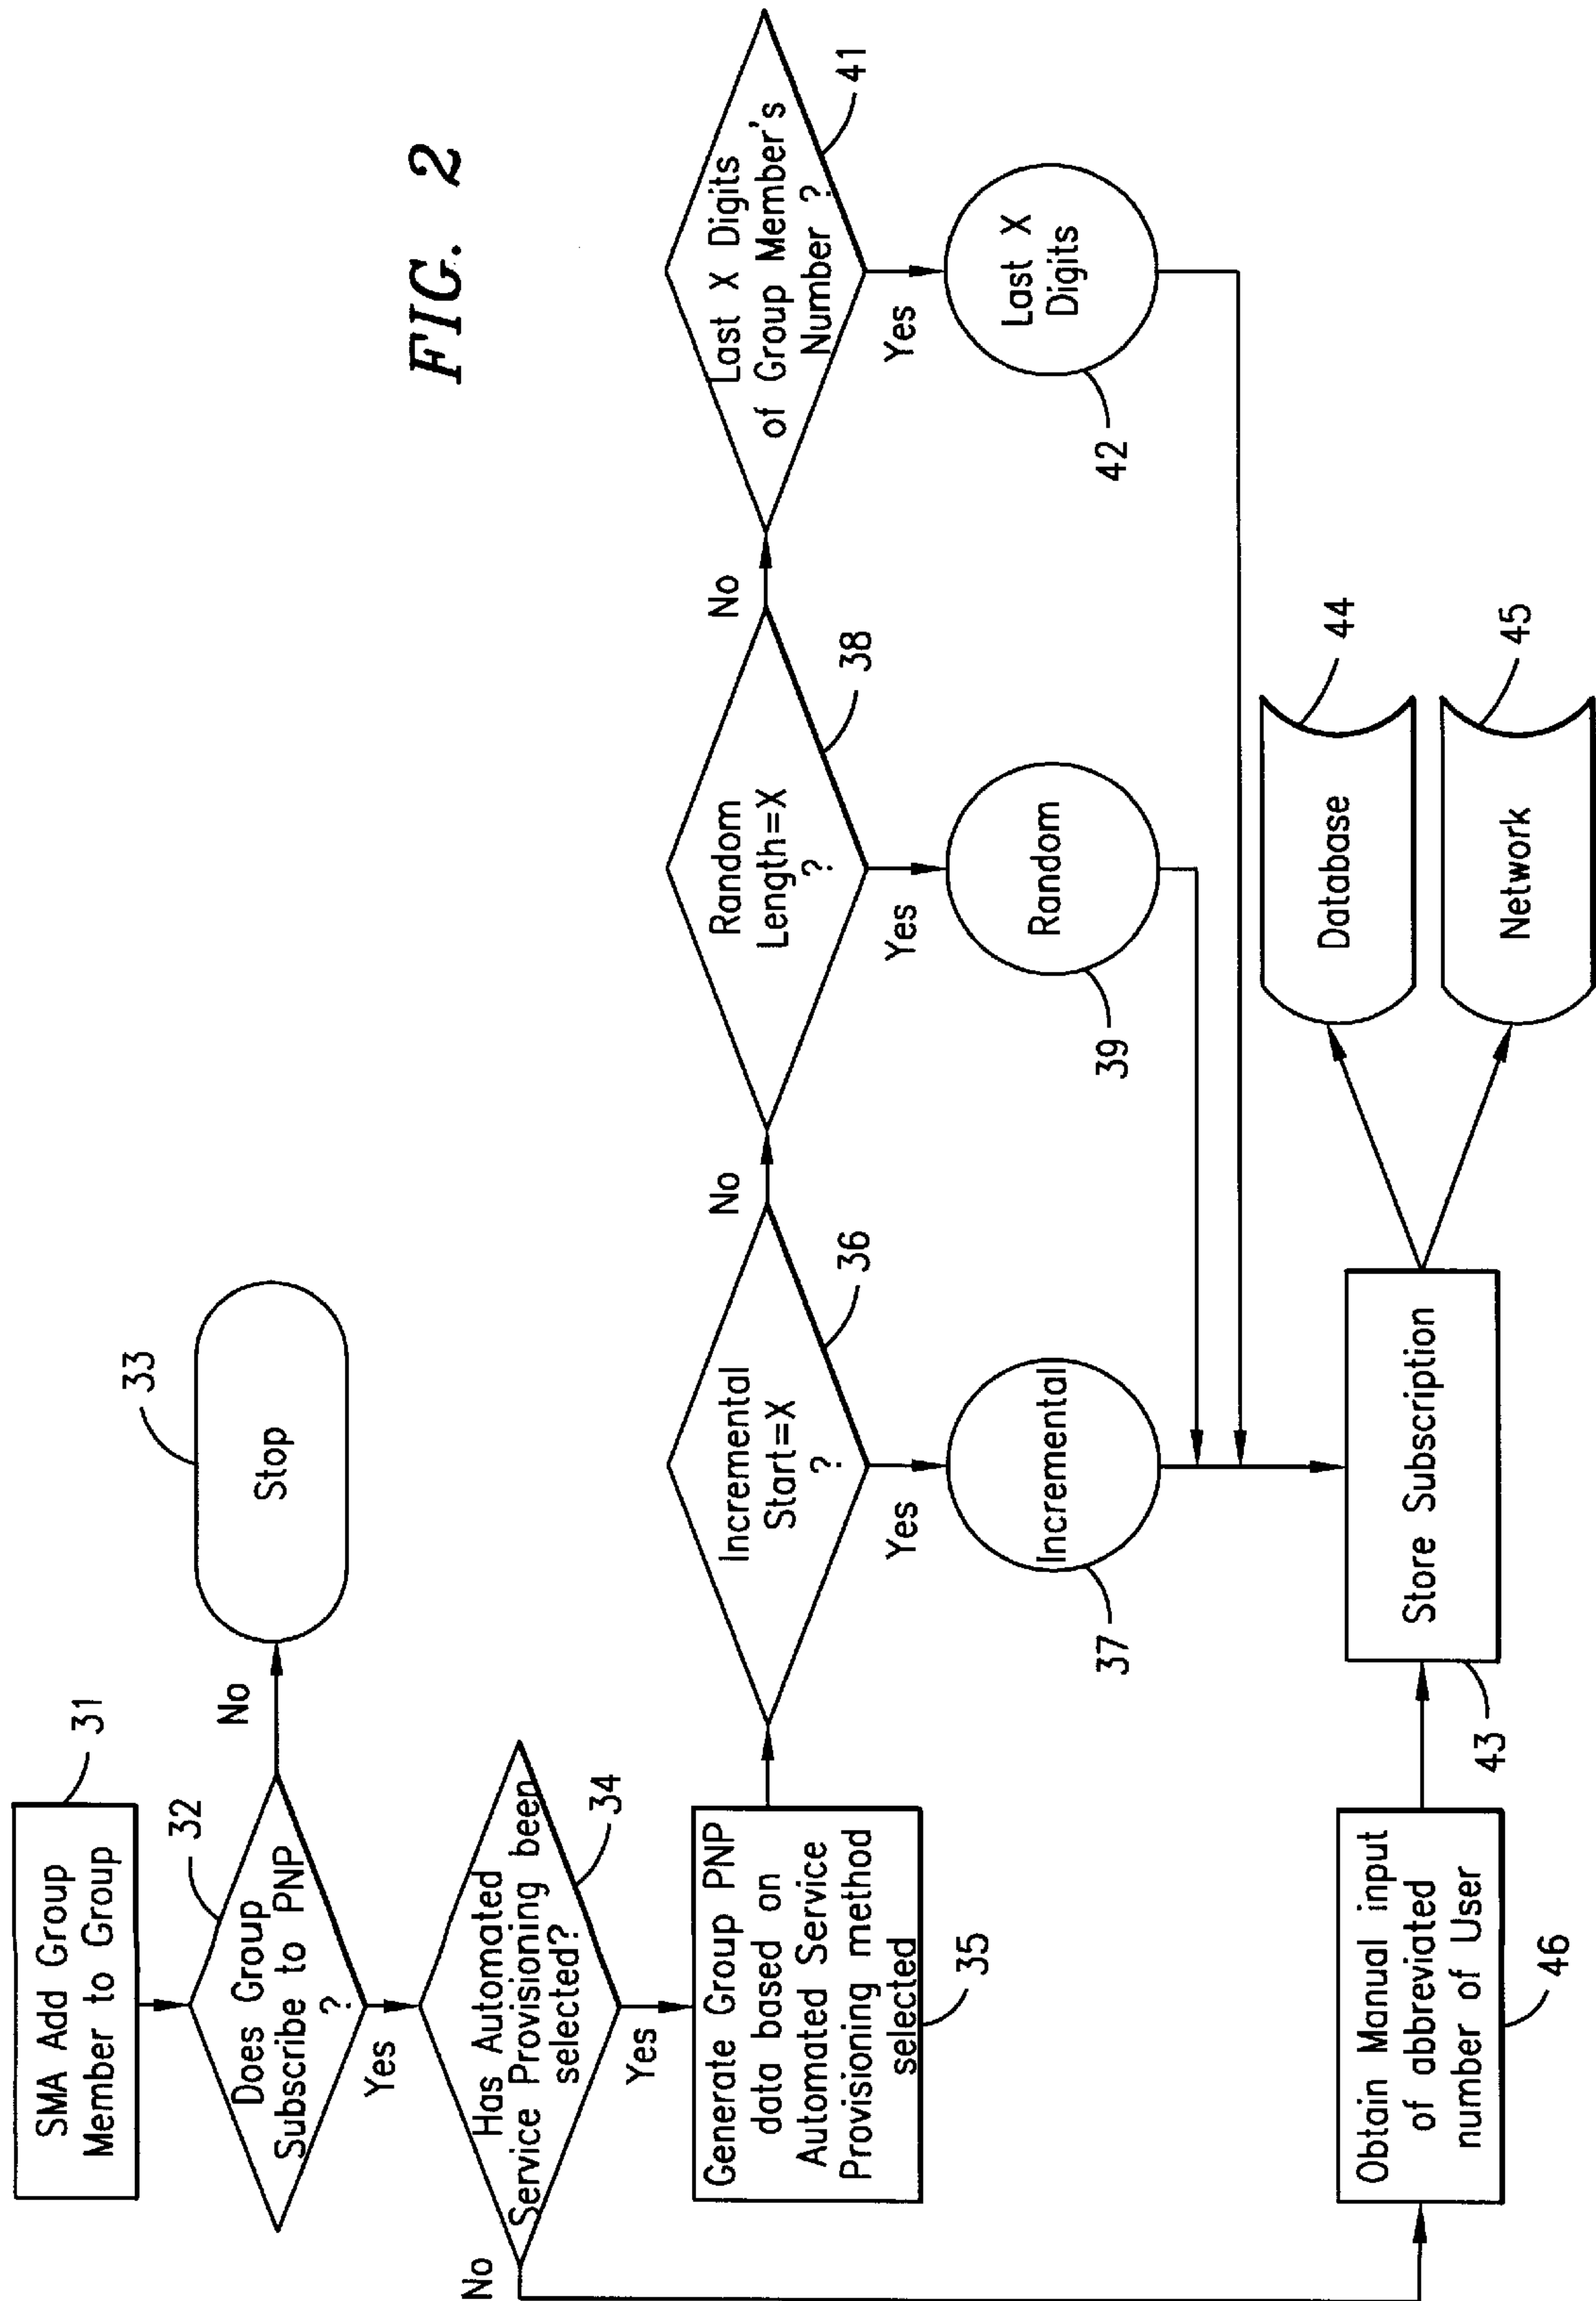 FIG. 2
SMA Add Group
Member to Group
31
Does Group
Subscribe to PNP
?
32
No
Stop
33
Yes
Has Automated
Service Provisioning been
selected?
34
No
Yes
Generate Group PNP
data based on
Automated Service
Provisioning method
selected
35
Incremental
Start=X
?
36
No
Yes
Incremental
37
Random
Length=X
?
38
No
Yes
Random
39
Last X Digits
of Group Member's
Number ?
41
Yes
Last X
Digits
42
Obtain Manual input
of abbreviated
number of User
46
Store Subscription
43
Database
44
Network
45